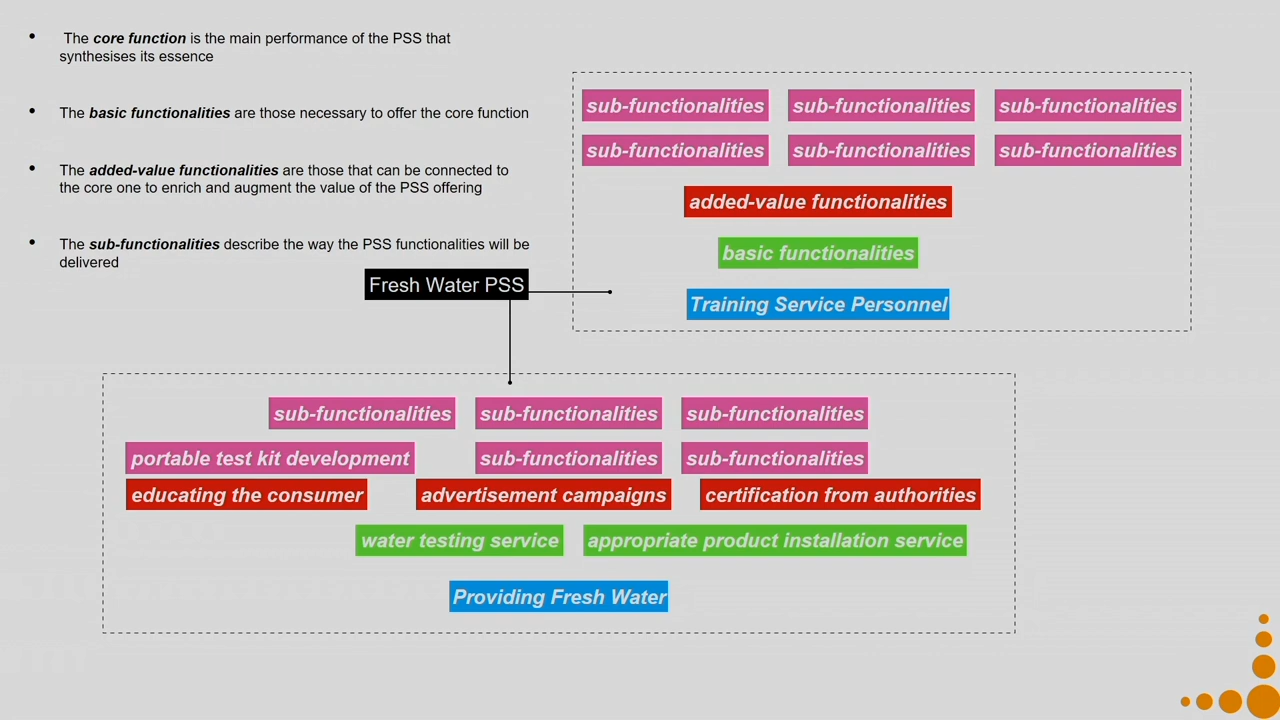 The core function is the main performance of the PSS that
synthesises its essence
The basic functionalities are those necessary to offer the core function
The added-value functionalities are those that can be connected to
the core one to enrich and augment the value of the PSS offering
The sub-functionalities describe the way the PSS functionalities will be
delivered
Fresh Water PSS
sub-functionalities sub-functionalities sub-functionalities
sub-functionalities sub-functionalities sub-functionalities
added-value functionalities
basic functionalities
Training Service Personnel
sub-functionalities sub-functionalities sub-functionalities
portable test kit development sub-functionalities sub-functionalities
educating the consumer advertisement campaigns certification from authorities
water testing service appropriate product installation service
Providing Fresh Water